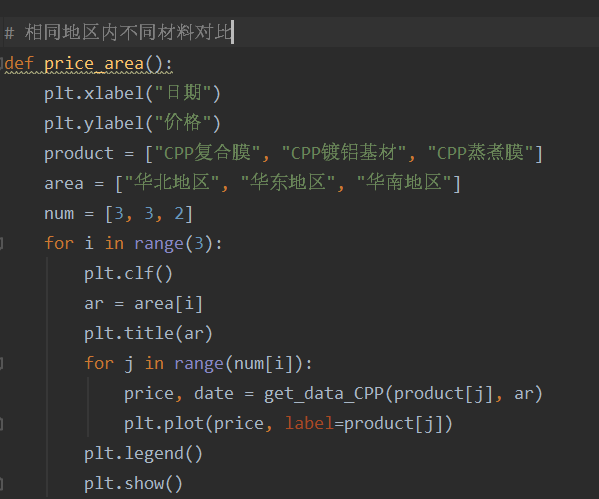 # 相同地区内不同材料对比
def price_area():
    plt.xlabel("日期")
    plt.ylabel("价格")
    product = ["CPP复合膜", "CPP镀铝基材", "CPP蒸煮膜"]
    area = ["华北地区", "华东地区", "华南地区"]
    num = [3, 3, 2]
    for i in range(3):
        plt.clf()
        ar = area[i]
        plt.title(ar)
        for j in range(num[i]):
            price, date = get_data_CPP(product[j], ar)
            plt.plot(price, label=product[j])
        plt.legend()
        plt.show()